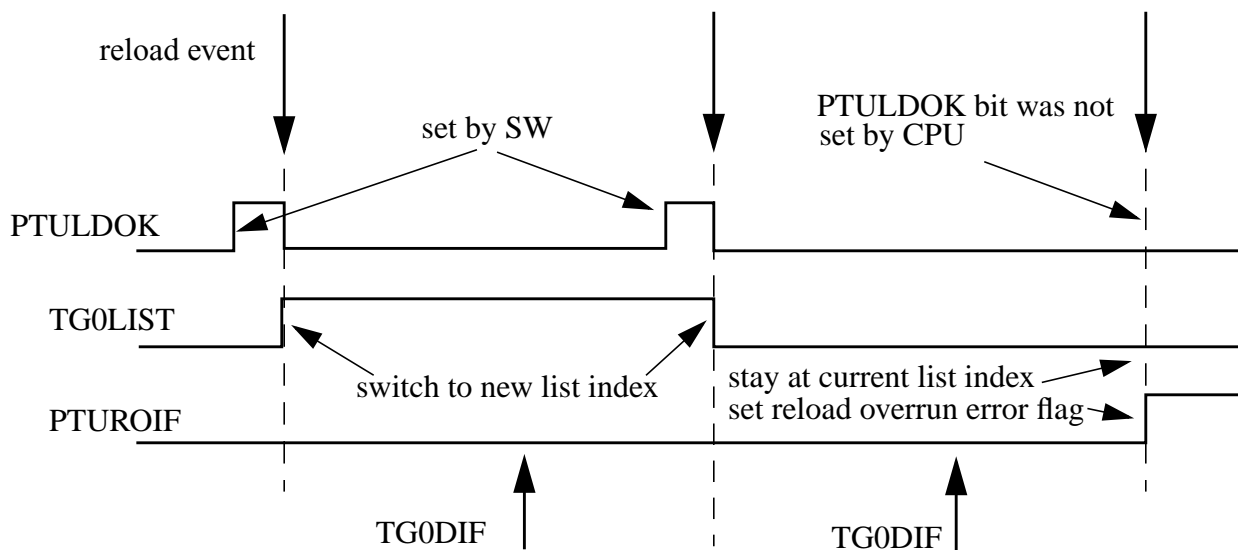 reload event
set by SW
PTULDOK bit was not
set by CPU
PTULDOK
TG0LIST
switch to new list index
stay at current list index
set reload overrun error flag
PTUROIF
TG0DIF
TG0DIF